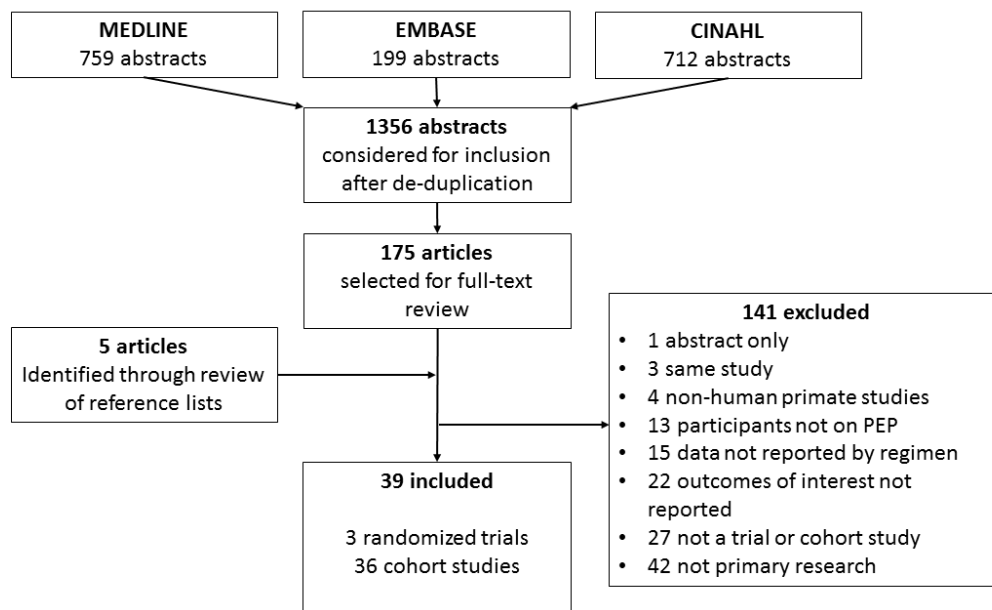 MEDLINE
759 abstracts
EMBASE
199 abstracts
CINAHL
712 abstracts
1356 abstracts
considered for inclusion
after de-duplication
175 articles
selected for full-text
review
5 articles
Identified through review
of reference lists
141 excluded
• 1 abstract only
• 3 same study
• 4 non-human primate studies
• 13 participants not on PEP
• 15 data not reported by regimen
• 22 outcomes of interest not
reported
• 27 not a trial or cohort study
• 42 not primary research
39 included
3 randomized trials
36 cohort studies